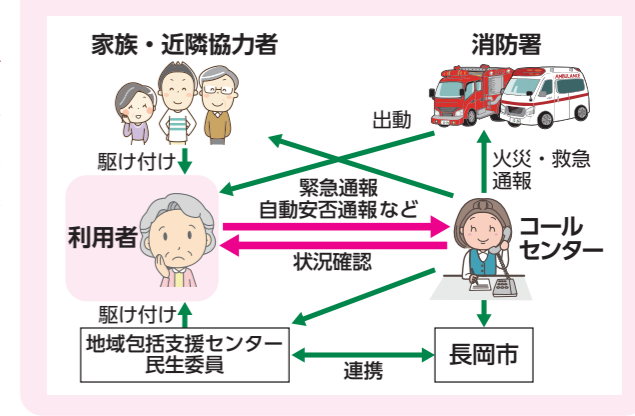 家族・近隣協力者
消防署
AMBULANCE
出動
駆け付け
火災・救急
通報
緊急通報
自動安否通報など
利用者
コール
センター
状況確認
駆け付け
地域包括支援センター
民生委員
連携
長岡市